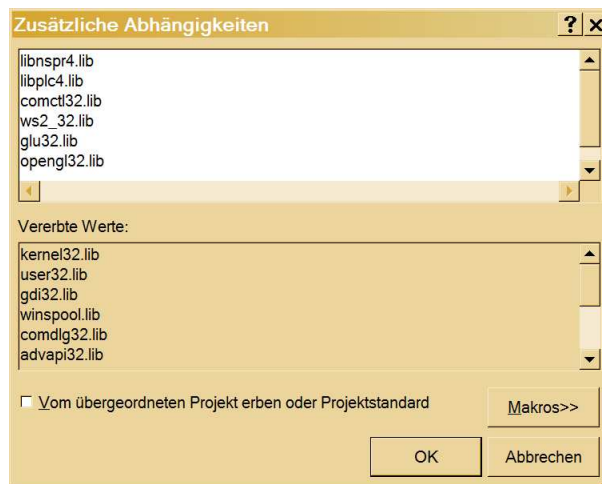 Zusätzliche Abhängigkeiten
libnspr4.lib
libplc4.lib
comctl32.lib
ws2_32.lib
glu32.lib
opengl32.lib
Vererbte Werte:
kernel32.lib
user32.lib
gdi32.lib
winspool.lib
comdlg32.lib
advapi32.lib
Vom übergeordneten Projekt erben oder Projektstandard
Makros>>
OK
Abbrechen